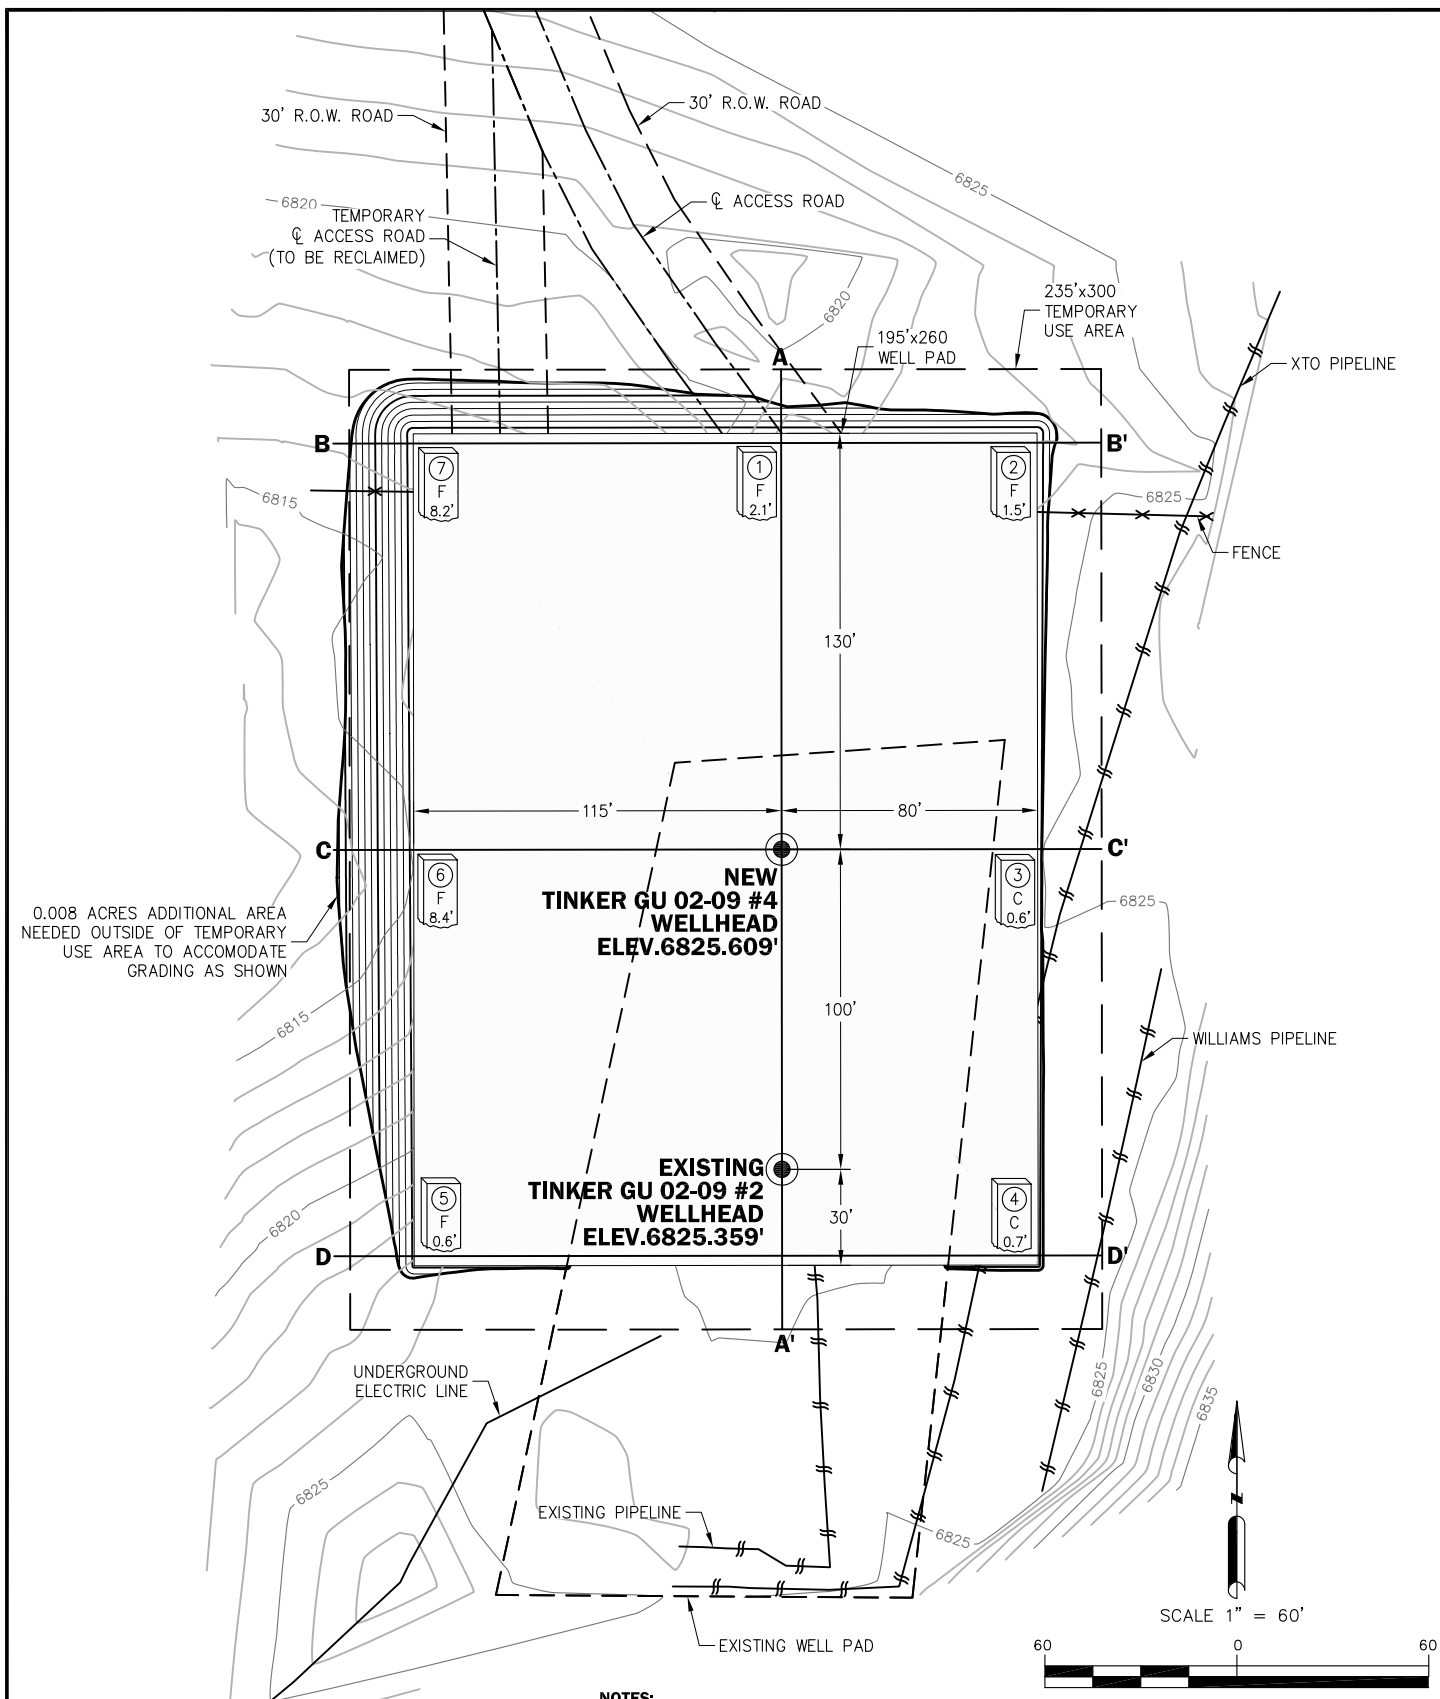 30' R.O.W. ROAD
30' R.O.W. ROAD
6825
6820
TEMPORARY
℄ ACCESS ROAD
(TO BE RECLAIMED)
℄ ACCESS ROAD
6820
235'x300
TEMPORARY
USE AREA
195'x260
WELL PAD
A
XTO PIPELINE
B
B'
7
F
8.2'
1
F
2.1'
2
F
1.5'
6815
6825
FENCE
130'
115'
80'
C
C'
6
F
8.4'
3
C
0.6'
NEW
TINKER GU 02-09 #4
WELLHEAD
ELEV.6825.609'
6825
0.008 ACRES ADDITIONAL AREA
NEEDED OUTSIDE OF TEMPORARY
USE AREA TO ACCOMODATE
GRADING AS SHOWN
100'
6815
WILLIAMS PIPELINE
EXISTING
TINKER GU 02-09 #2
WELLHEAD
ELEV.6825.359'
5
F
0.6'
4
C
0.7'
30'
6820
D
D'
A'
UNDERGROUND
ELECTRIC LINE
6825
6830
6835
6825
EXISTING PIPELINE
6825
N
EXISTING WELL PAD
SCALE 1" = 60'
60
0
60
NOTES: